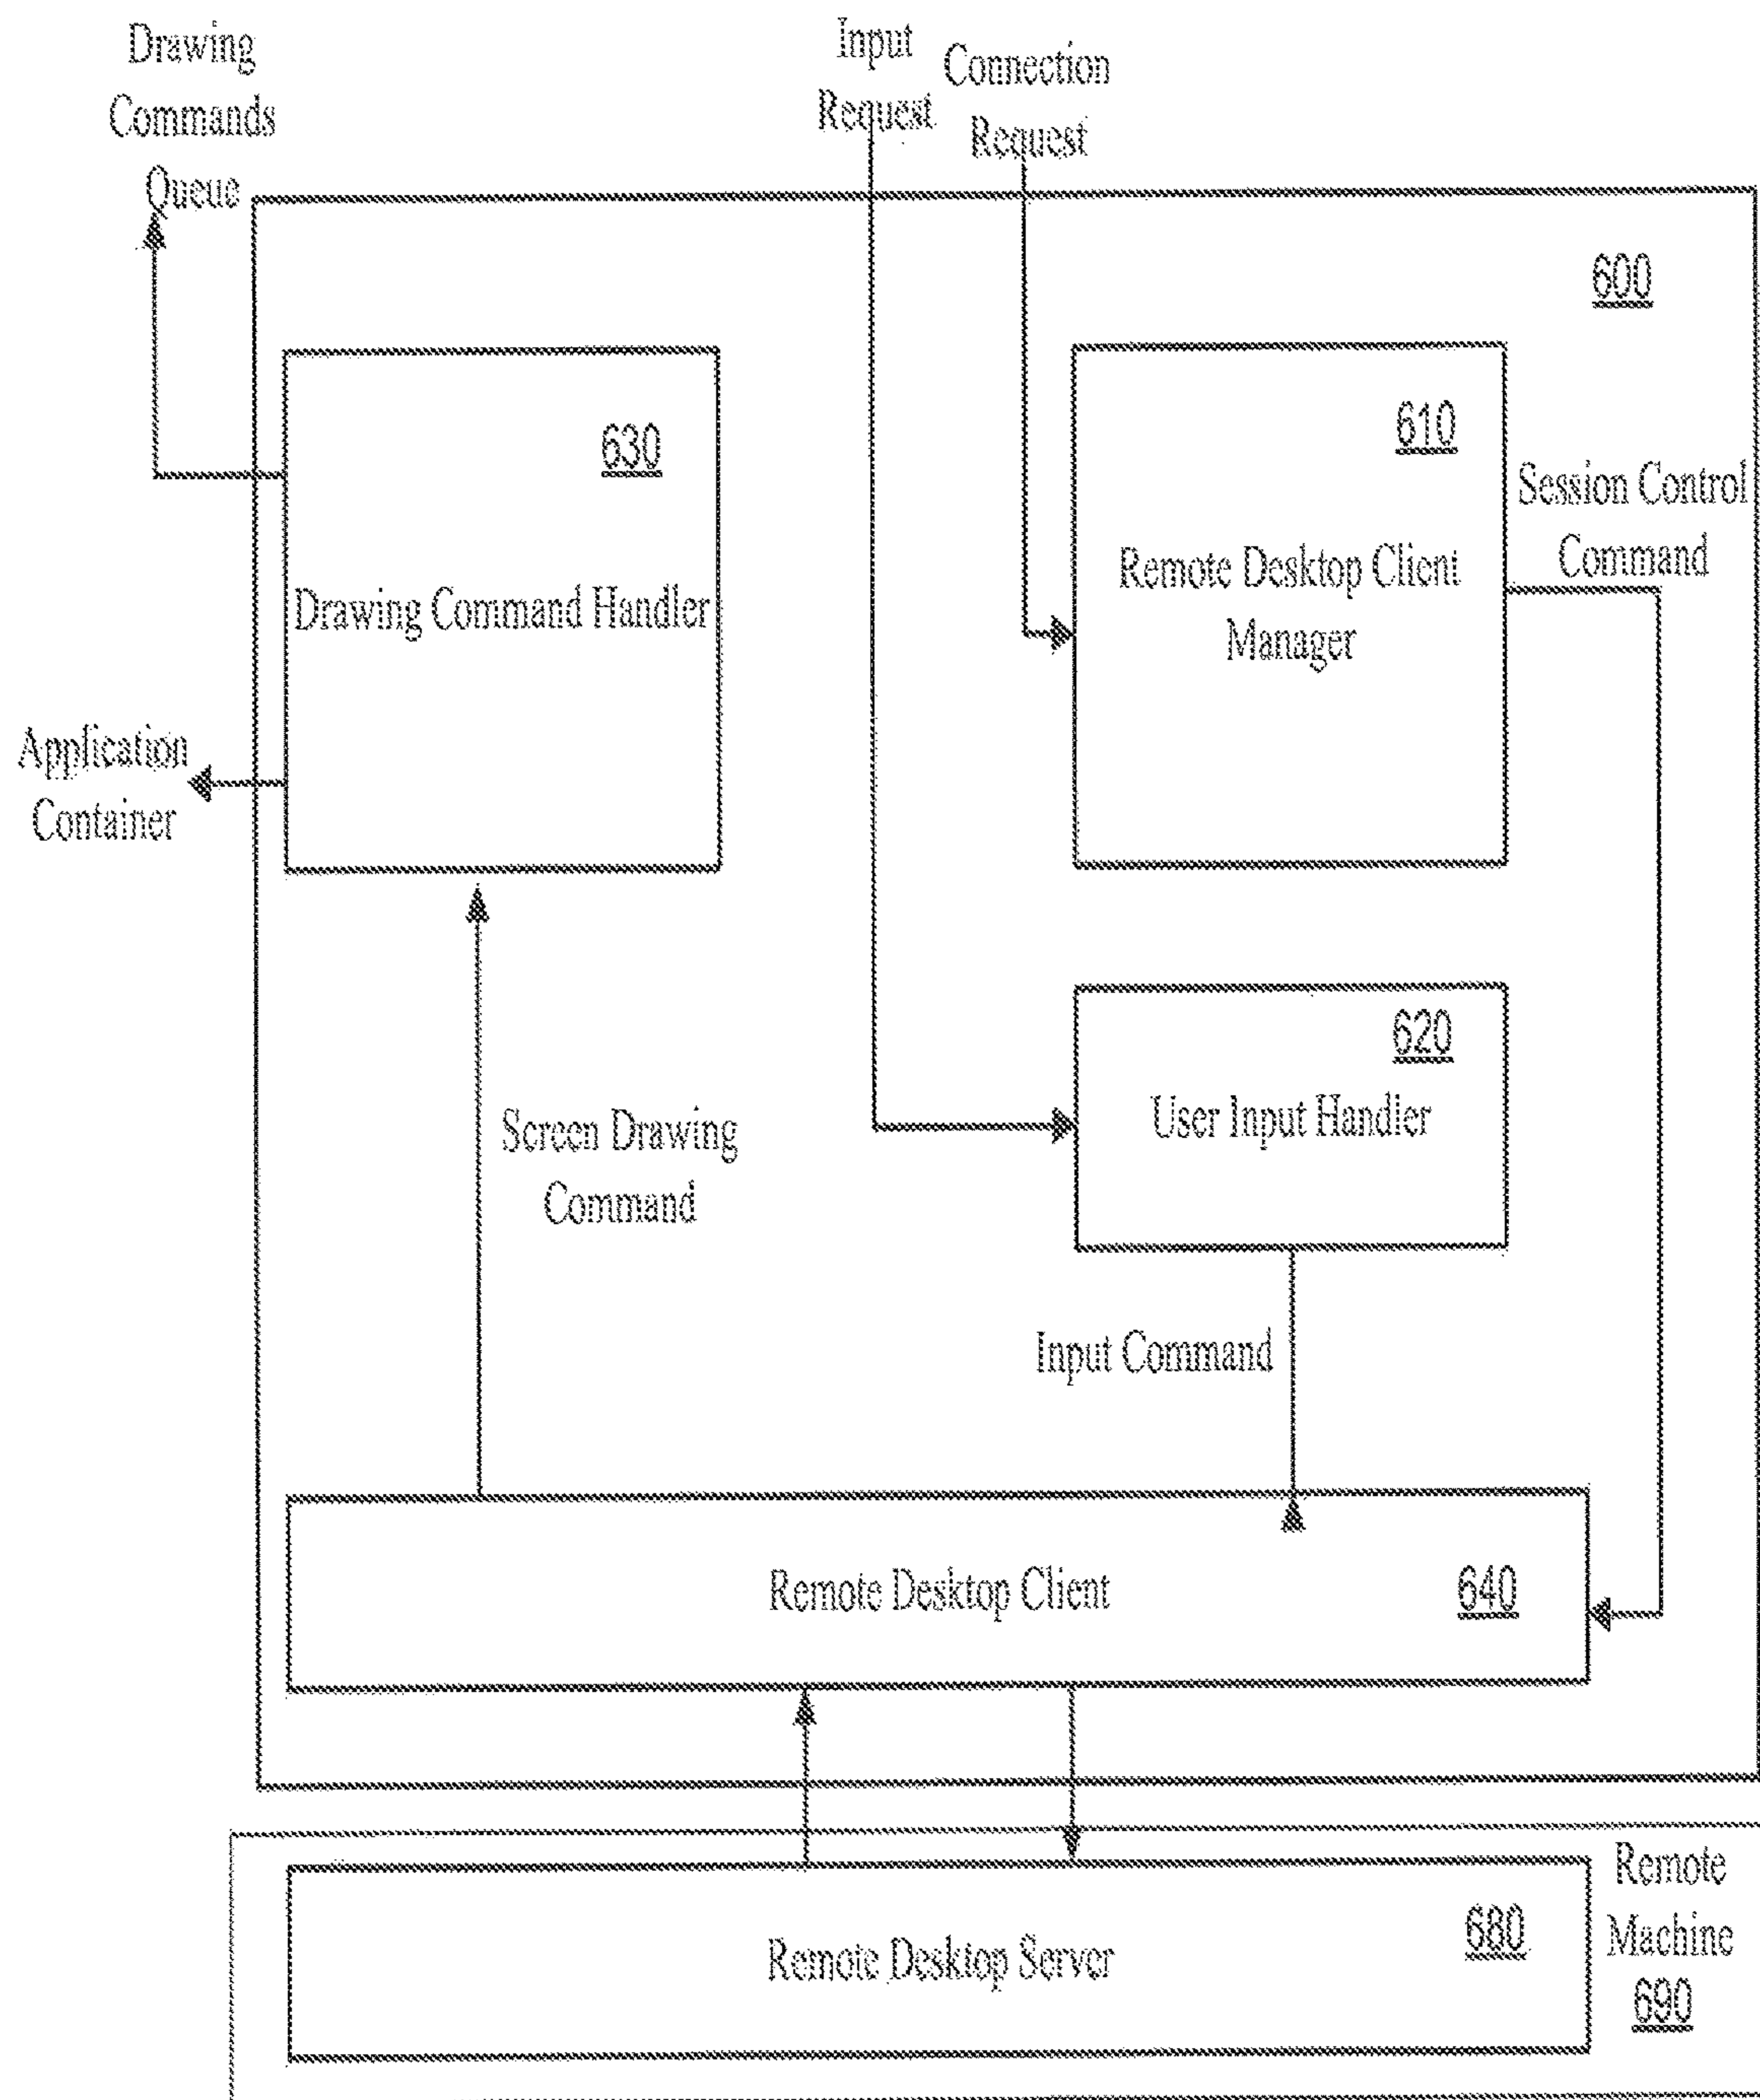 Drawing
Commands
Queue
Input
Request
Connection
Request
600
630
Drawing Command Handler
610
Remote Desktop Client
Manager
Session Control
Command
Application
Container
620
User Input Handler
Screen Drawing
Command
Input Command
Remote Desktop Client
640
Remote Desktop Server
680
Remote
Machine
690